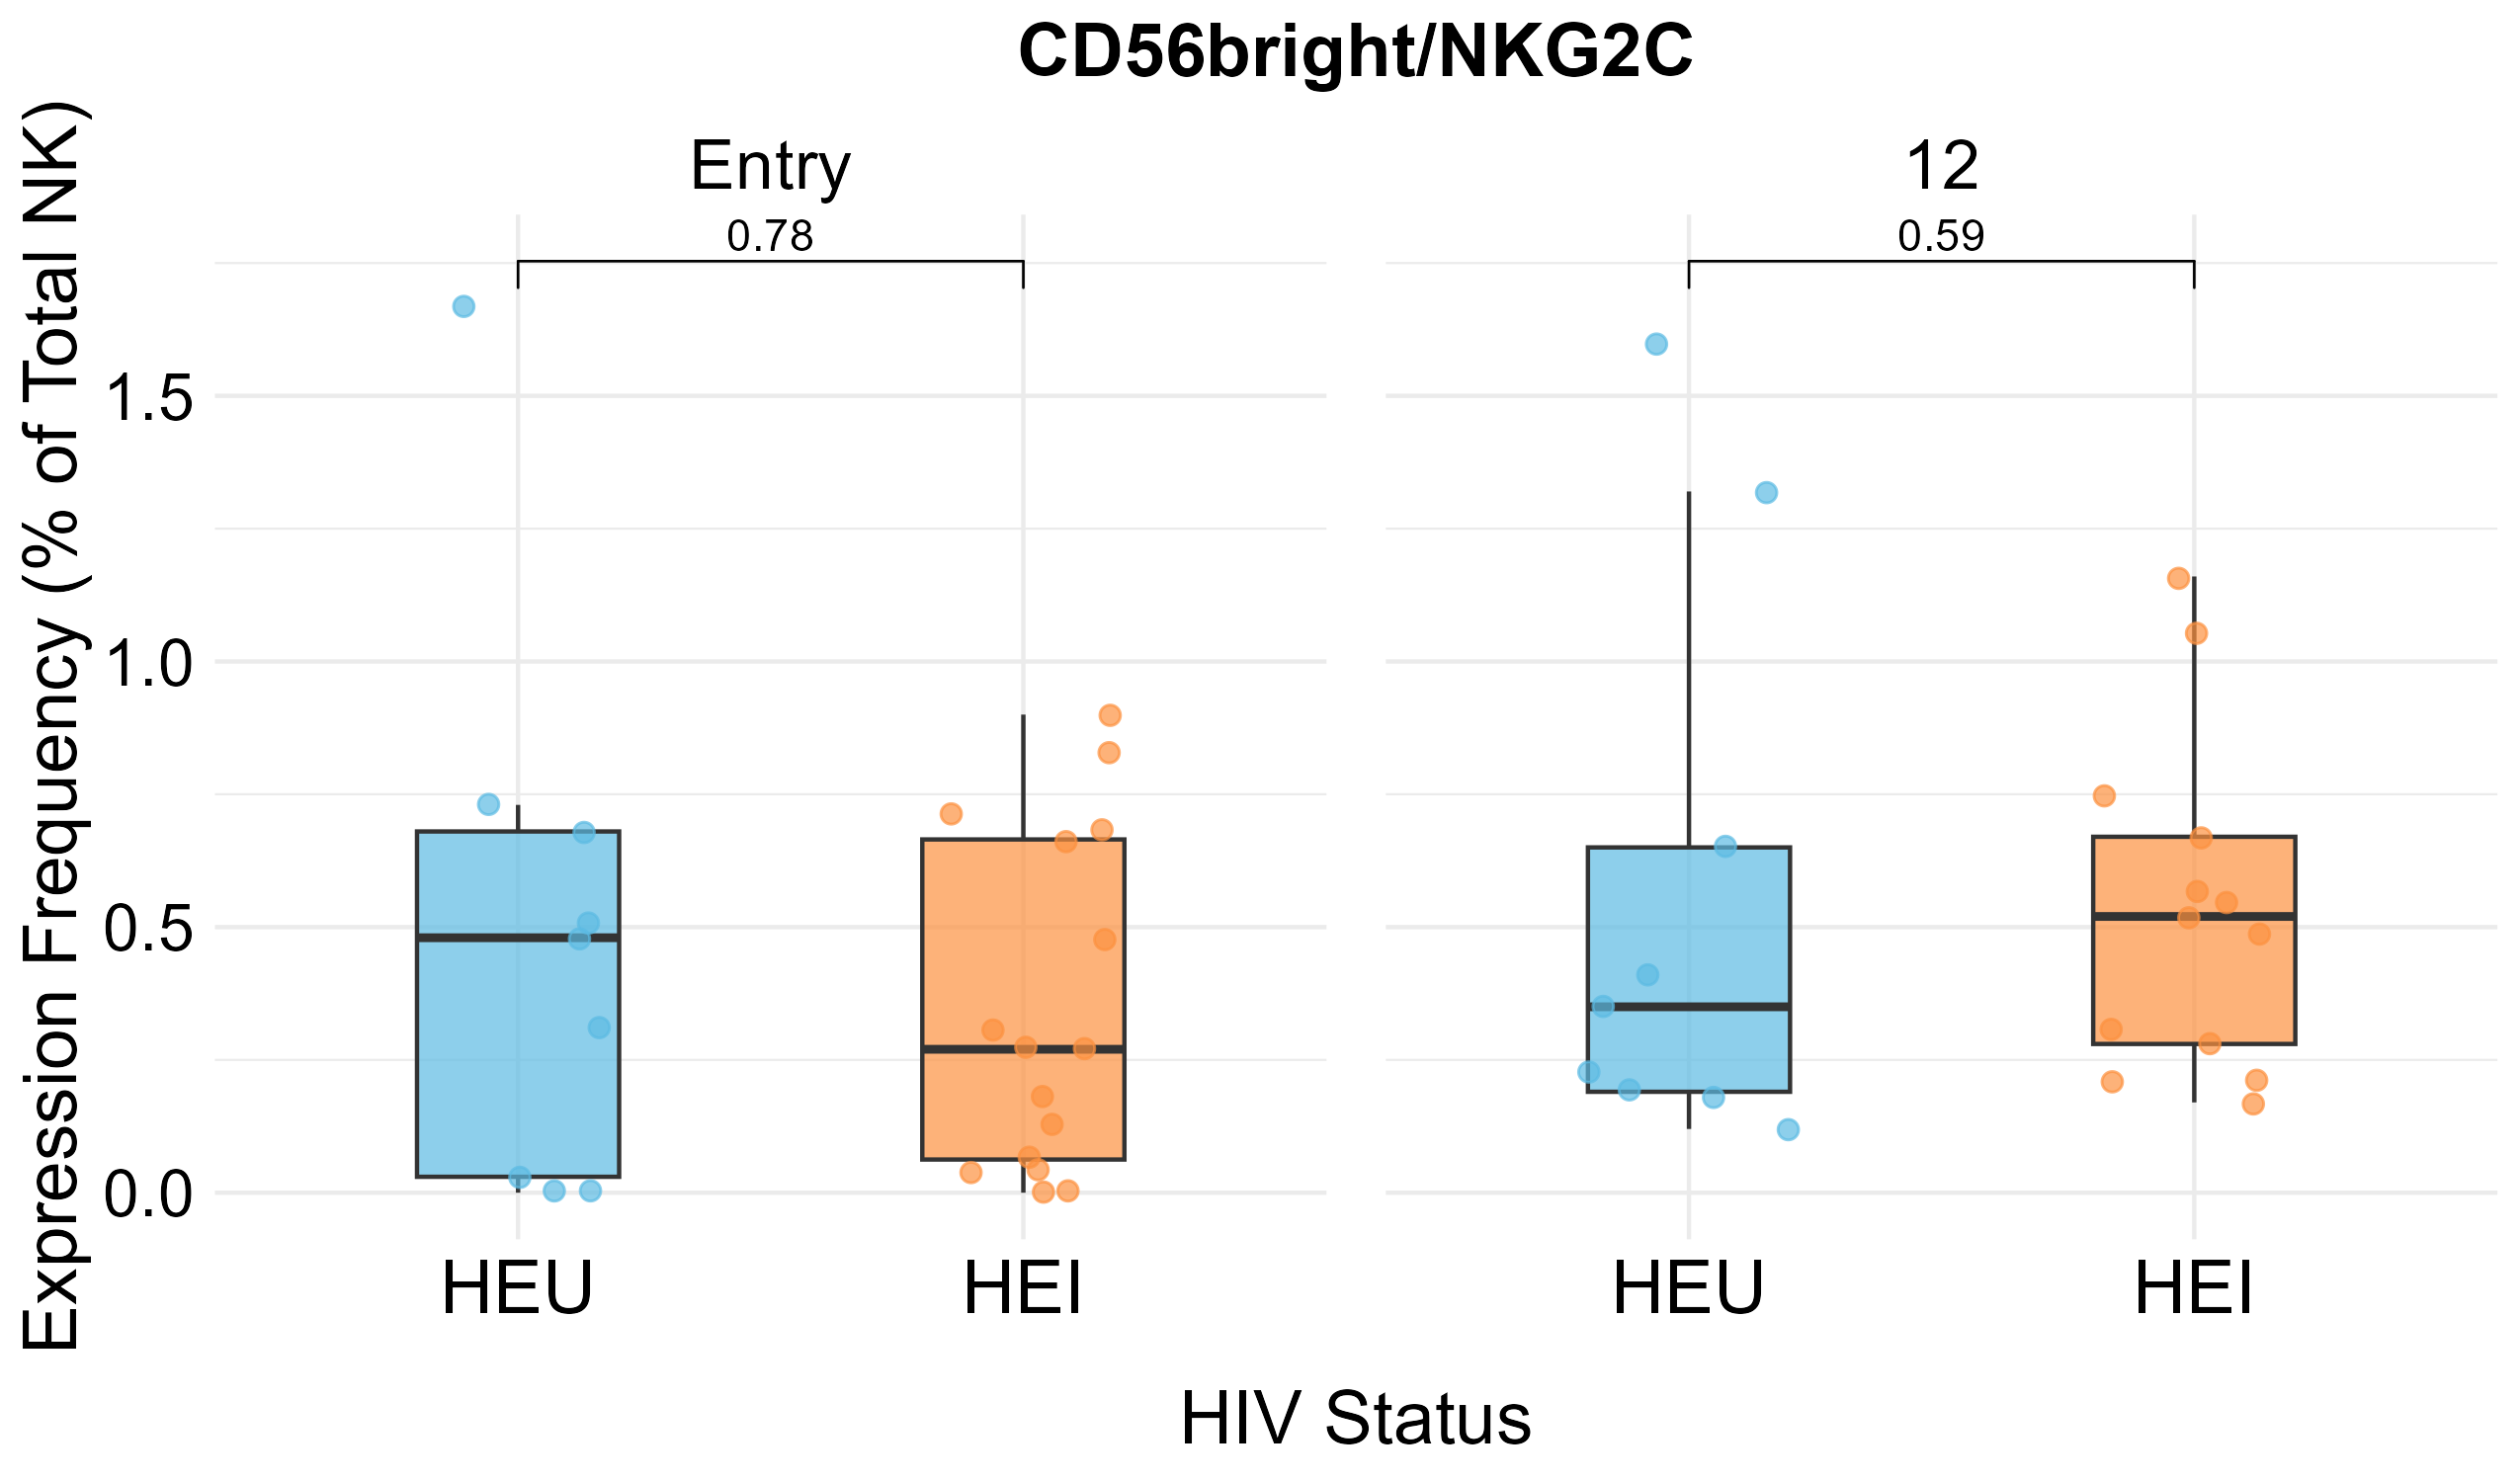 CD56bright/NKG2C
Entry
12
0.78
0.59
Expression Frequency (% of Total NK)
1.5
1.0
0.5
0.0
HEU
HEI
HEU
HEI
HIV Status